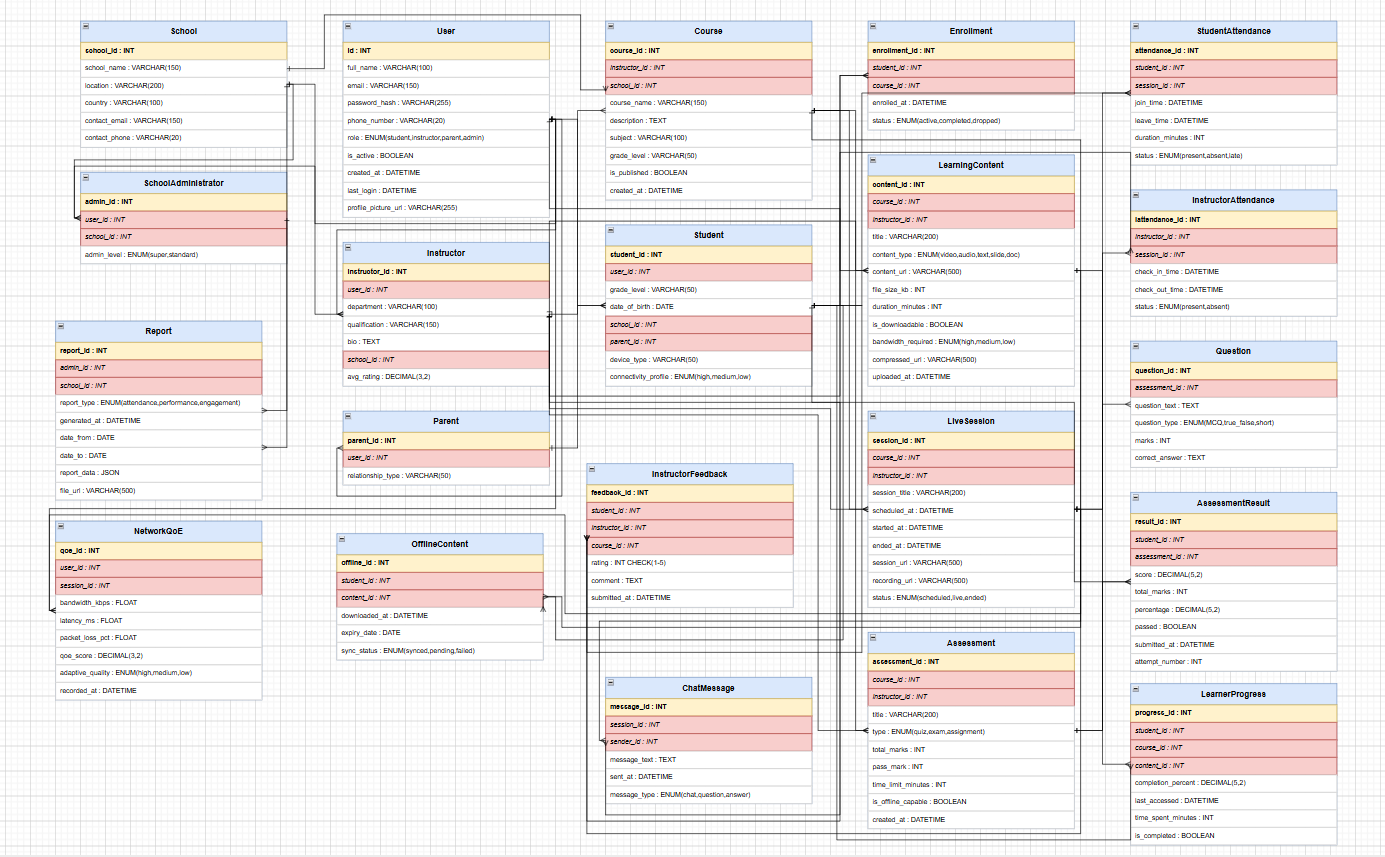 School
school_id : INT
school_name : VARCHAR(150)
location : VARCHAR(200)
country : VARCHAR(100)
contact_email : VARCHAR(150)
contact_phone : VARCHAR(20)
User
id : INT
full_name : VARCHAR(100)
email : VARCHAR(150)
password_hash : VARCHAR(255)
phone_number : VARCHAR(20)
role : ENUM(student,instructor,parent,admin)
is_active : BOOLEAN
created_at : DATETIME
last_login : DATETIME
profile_picture_url : VARCHAR(255)
Course
course_id : INT
instructor_id : INT
school_id : INT
course_name : VARCHAR(150)
description : TEXT
subject : VARCHAR(100)
grade_level : VARCHAR(50)
is_published : BOOLEAN
created_at : DATETIME
Enrollment
enrollment_id : INT
student_id : INT
course_id : INT
enrolled_at : DATETIME
status : ENUM(active,completed,dropped)
StudentAttendance
attendance_id : INT
student_id : INT
session_id : INT
join_time : DATETIME
leave_time : DATETIME
duration_minutes : INT
status : ENUM(present,absent,late)
SchoolAdministrator
admin_id : INT
user_id : INT
school_id : INT
admin_level : ENUM(super,standard)
Instructor
instructor_id : INT
user_id : INT
department : VARCHAR(100)
qualification : VARCHAR(150)
bio : TEXT
school_id : INT
avg_rating : DECIMAL(3,2)
Student
student_id : INT
user_id : INT
grade_level : VARCHAR(50)
date_of_birth : DATE
school_id : INT
parent_id : INT
device_type : VARCHAR(50)
connectivity_profile : ENUM(high,medium,low)
LearningContent
content_id : INT
course_id : INT
instructor_id : INT
title : VARCHAR(200)
content_type : ENUM(video,audio,text,slide,doc)
content_url : VARCHAR(500)
file_size_kb : INT
duration_minutes : INT
is_downloadable : BOOLEAN
bandwidth_required : ENUM(high,medium,low)
compressed_url : VARCHAR(500)
uploaded_at : DATETIME
InstructorAttendance
iattendance_id : INT
instructor_id : INT
session_id : INT
check_in_time : DATETIME
check_out_time : DATETIME
status : ENUM(present,absent)
Report
report_id : INT
admin_id : INT
school_id : INT
report_type : ENUM(attendance,performance,engagement)
generated_at : DATETIME
date_from : DATE
date_to : DATE
report_data : JSON
file_url : VARCHAR(500)
Parent
parent_id : INT
user_id : INT
relationship_type : VARCHAR(50)
InstructorFeedback
feedback_id : INT
student_id : INT
instructor_id : INT
course_id : INT
rating : INT CHECK(1-5)
comment : TEXT
submitted_at : DATETIME
LiveSession
session_id : INT
course_id : INT
instructor_id : INT
session_title : VARCHAR(200)
scheduled_at : DATETIME
started_at : DATETIME
ended_at : DATETIME
session_url : VARCHAR(500)
recording_url : VARCHAR(500)
status : ENUM(scheduled,live,ended)
Question
question_id : INT
assessment_id : INT
question_text : TEXT
question_type : ENUM(MCQ,true_false,short)
marks : INT
correct_answer : TEXT
NetworkQoE
qoe_id : INT
user_id : INT
session_id : INT
bandwidth_kbps : FLOAT
latency_ms : FLOAT
packet_loss_pct : FLOAT
qoe_score : DECIMAL(3,2)
adaptive_quality : ENUM(high,medium,low)
recorded_at : DATETIME
OfflineContent
offline_id : INT
student_id : INT
content_id : INT
downloaded_at : DATETIME
expiry_date : DATE
sync_status : ENUM(synced,pending,failed)
ChatMessage
message_id : INT
session_id : INT
sender_id : INT
message_text : TEXT
sent_at : DATETIME
message_type : ENUM(chat,question,answer)
Assessment
assessment_id : INT
course_id : INT
instructor_id : INT
title : VARCHAR(200)
type : ENUM(quiz,exam,assignment)
total_marks : INT
pass_mark : INT
time_limit_minutes : INT
is_offline_capable : BOOLEAN
created_at : DATETIME
AssessmentResult
result_id : INT
student_id : INT
assessment_id : INT
score : DECIMAL(5,2)
total_marks : INT
percentage : DECIMAL(5,2)
passed : BOOLEAN
submitted_at : DATETIME
attempt_number : INT
LearnerProgress
progress_id : INT
student_id : INT
course_id : INT
content_id : INT
completion_percent : DECIMAL(5,2)
last_accessed : DATETIME
time_spent_minutes : INT
is_completed : BOOLEAN